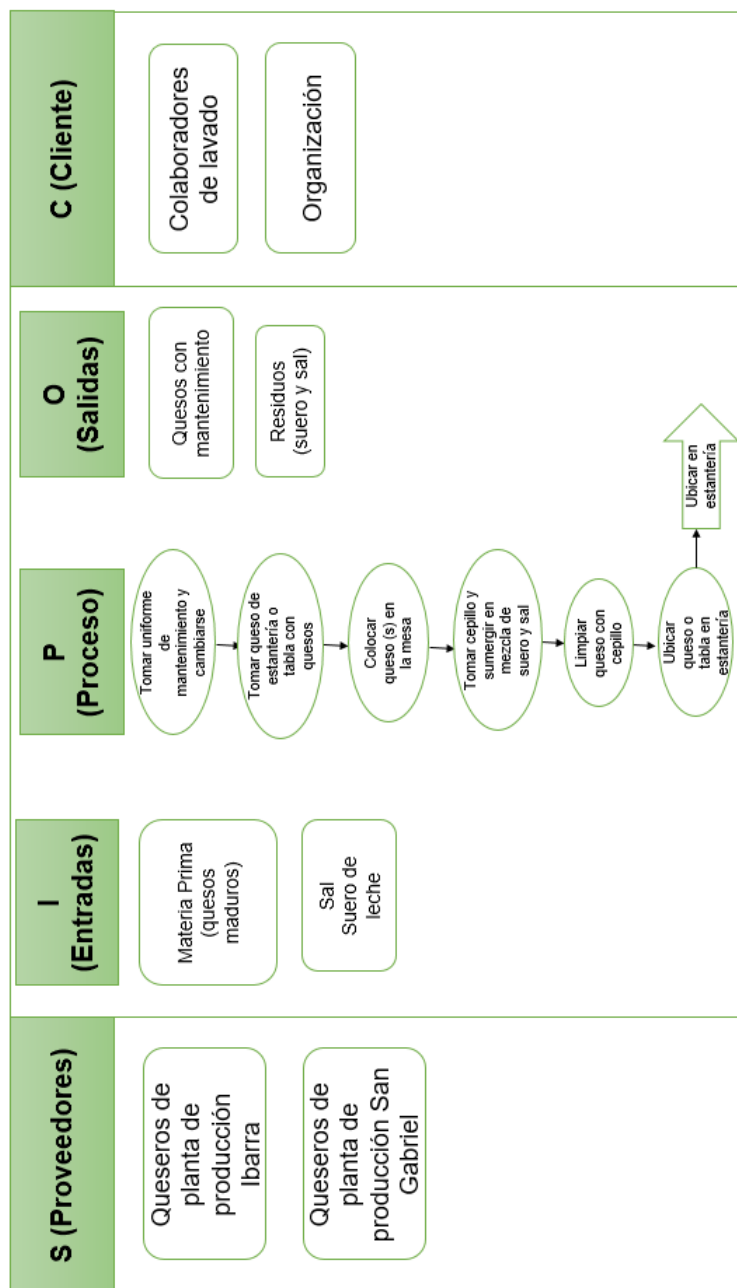 S (Proveedores)
Queseros de
planta de
producción
Ibarra
Queseros de
planta de
producción San
Gabriel
I
(Entradas)
Materia Prima
(quesos
maduros)
Sal
Suero de
leche
P
(Proceso)
Tomar uniforme
de
mantenimiento y
cambiarse
Tomar queso de
estantería o
tabla con
quesos
Colocar
queso (s) en
la mesa
Tomar cepillo y
sumergir en
mezcla de
suero y sal
Limpiar
queso con
cepillo
Ubicar
queso o
tabla en
estantería
Ubicar en
estantería
O
(Salidas)
Quesos con
mantenimiento
Residuos
(suero y sal)
C (Cliente)
Colaboradores
de lavado
Organización